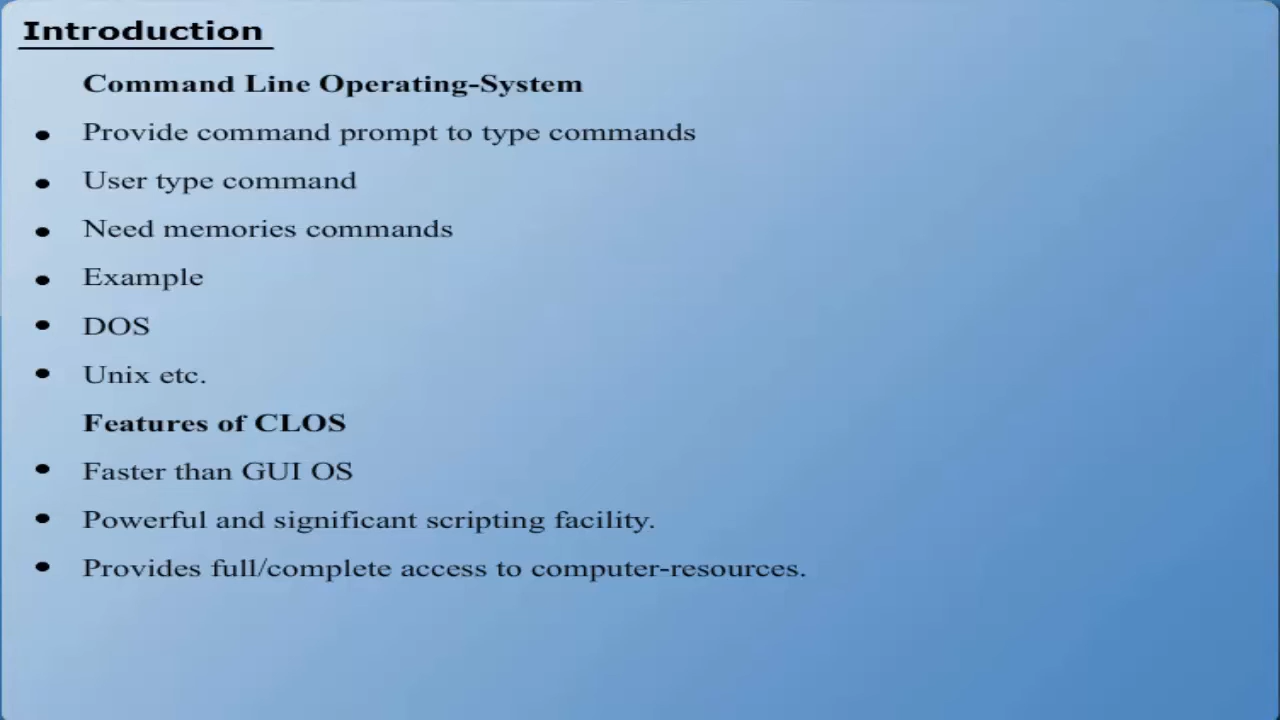 Introduction
Command Line Operating-System
• Provide command prompt to type commands
• User type command
• Need memories commands
• Example
• DOS
• Unix etc.
Features of CLOS
• Faster than GUI OS
• Powerful and significant scripting facility.
• Provides full/complete access to computer-resources.